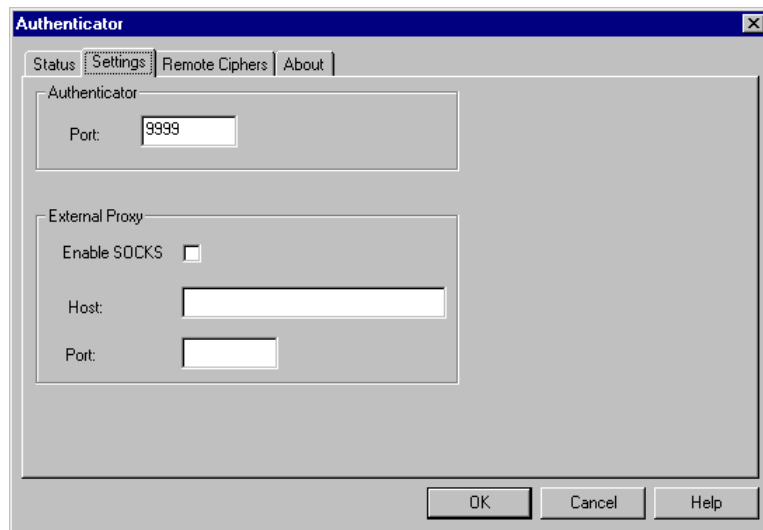 Authenticator
Status Settings Remote Ciphers About
Authenticator
Port: 9999
External Proxy
Enable SOCKS
Host:
Port:
OK Cancel Help